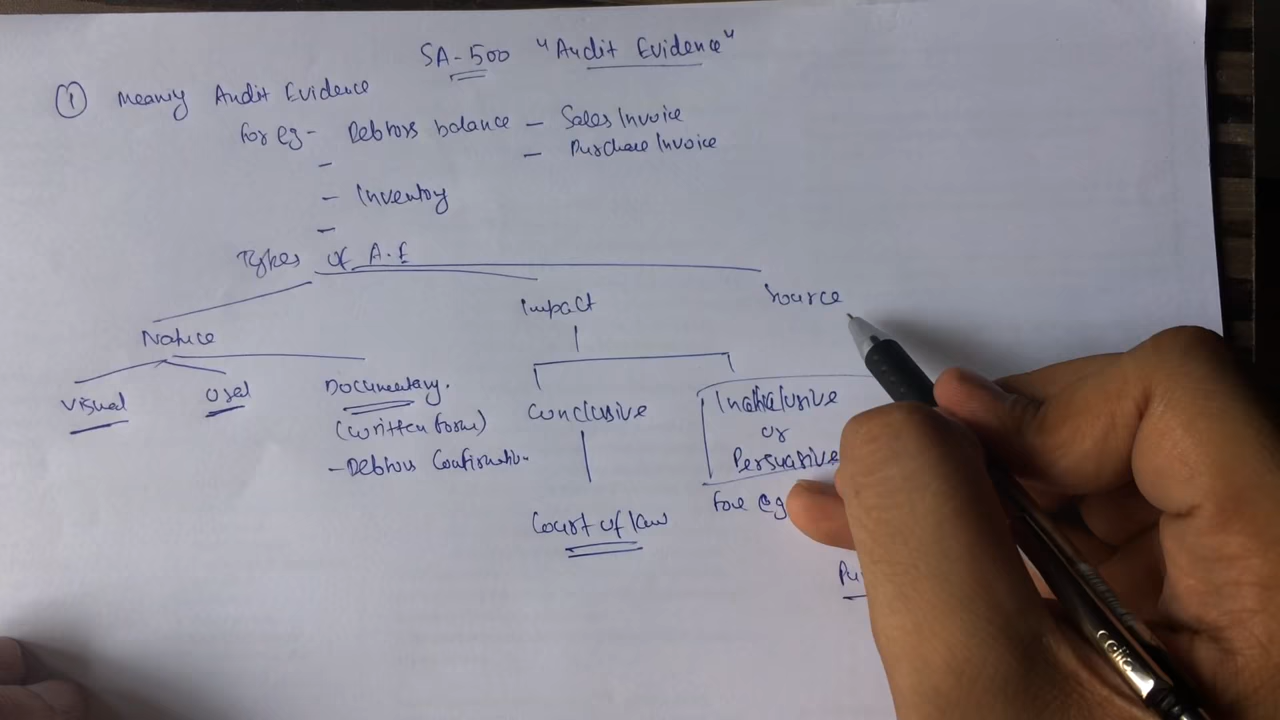 SA-500 "Audit Evidence"
① Meaning Audit Evidence
for eg- Debtors balance - Sales Invoice
- - Purchase Invoice
- Inventory
-
Types of A.E
Nature Impact Source
Visual Oral Documentary.
(written form)
- Debtors Confirmation
Conclusive
Court of law
Inconclusive
or
Persuasive
For eg
Celio